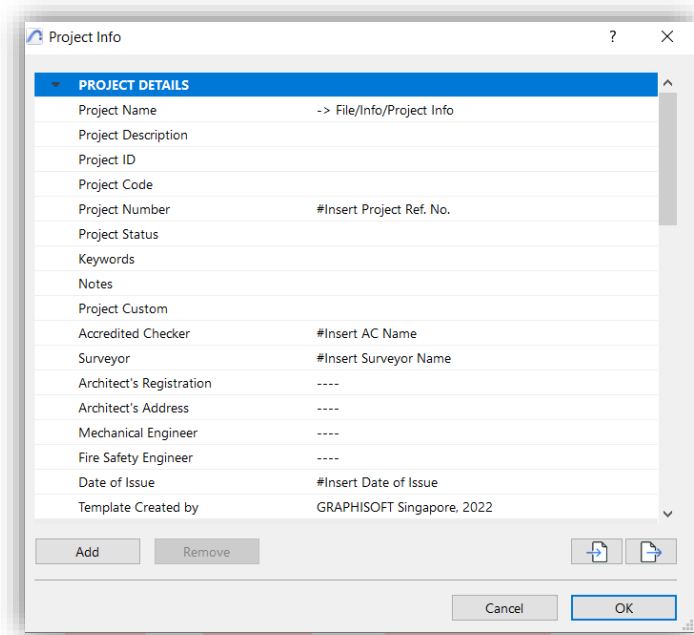 Project Info ?
PROJECT DETAILS
Project Name -> File/Info/Project Info
Project Description
Project ID
Project Code
Project Number #Insert Project Ref. No.
Project Status
Keywords
Notes
Project Custom
Accredited Checker #Insert AC Name
Surveyor #Insert Surveyor Name
Architect's Registration ----
Architect's Address ----
Mechanical Engineer ----
Fire Safety Engineer ----
Date of Issue #Insert Date of Issue
Template Created by GRAPHISOFT Singapore, 2022
Add Remove
Cancel OK